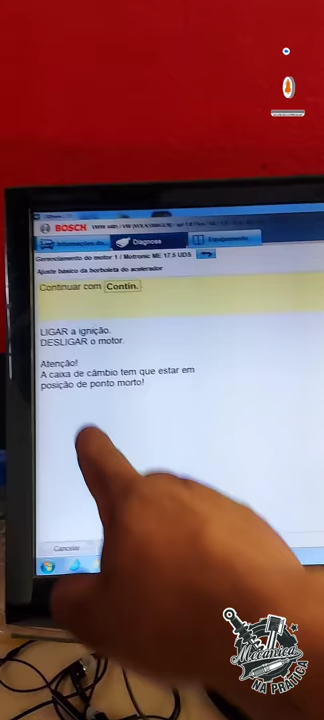 BOSCH
Informações do
Diagnose
Equipamento
Gerenciamento do motor 1 / Motronic ME 17.5 UDS
Ajuste básico da borboleta do acelerador
Continuar com Contin.
LIGAR a ignição.
DESLIGAR o motor.
Atenção!
A caixa de câmbio tem que estar em
posição de ponto morto!
Cancelar
Mecânica
NA PRÁTICA